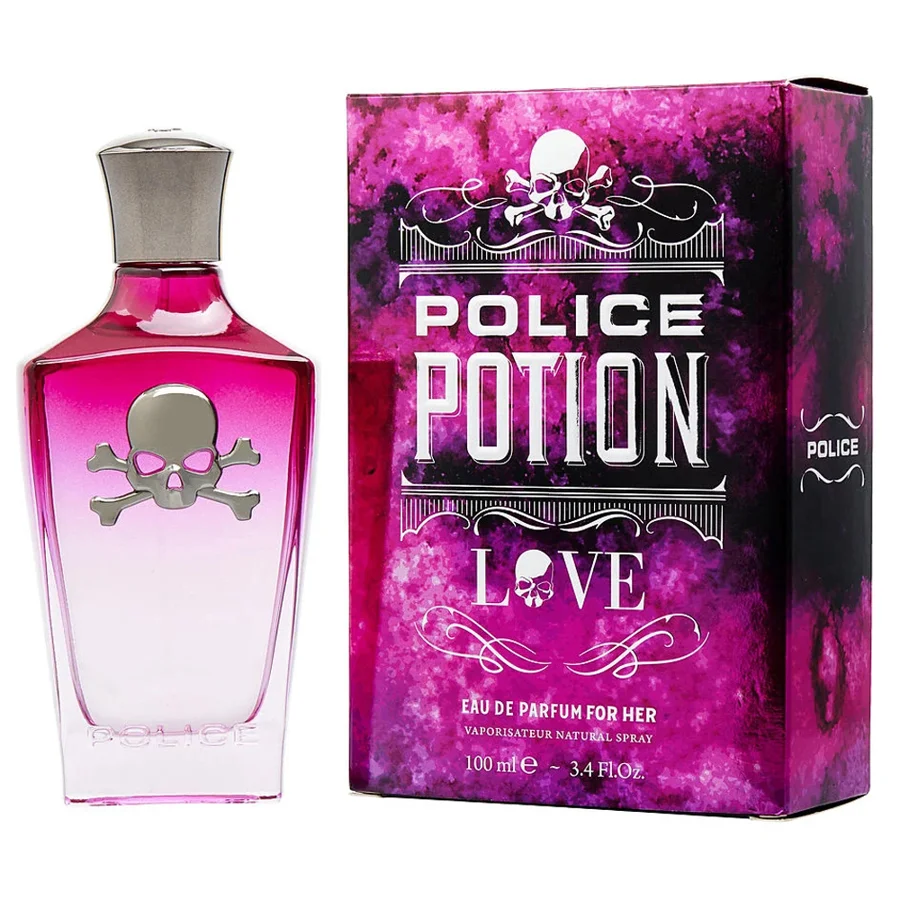 POLICE
POTION
LOVE
EAU DE PARFUM FOR HER
VAPORISATEUR NATURAL SPRAY
100 ml ℮ ~ 3.4 Fl.Oz.
POLICE
POLICE